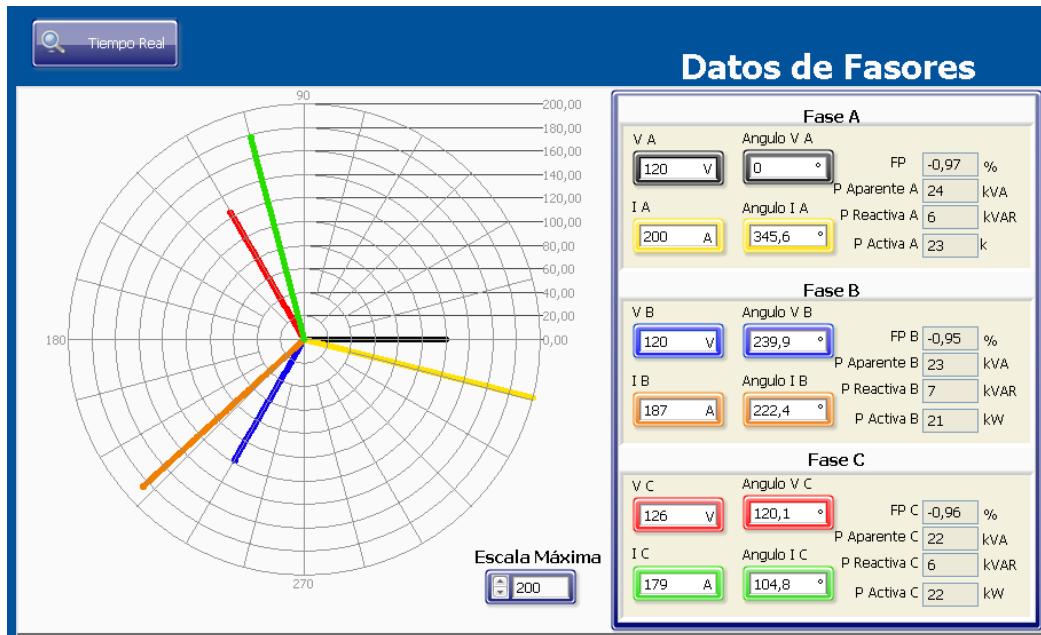 Tiempo Real
Datos de Fasores
90
200,00
180,00
160,00
140,00
120,00
100,00
80,00
60,00
40,00
20,00
0,00
180
270
Escala Máxima
200
Fase A
V A
Angulo V A
120 V
0 °
FP -0,97 %
P Aparente A 24 kVA
I A
Angulo I A
P Reactiva A 6 kVAR
200 A
345,6 °
P Activa A 23 k
Fase B
V B
Angulo V B
120 V
239,9 °
FP B -0,95 %
P Aparente B 23 kVA
I B
Angulo I B
P Reactiva B 7 kVAR
187 A
222,4 °
P Activa B 21 kW
Fase C
V C
Angulo V C
126 V
120,1 °
FP C -0,96 %
P Aparente C 22 kVA
I C
Angulo I C
P Reactiva C 6 kVAR
179 A
104,8 °
P Activa C 22 kW